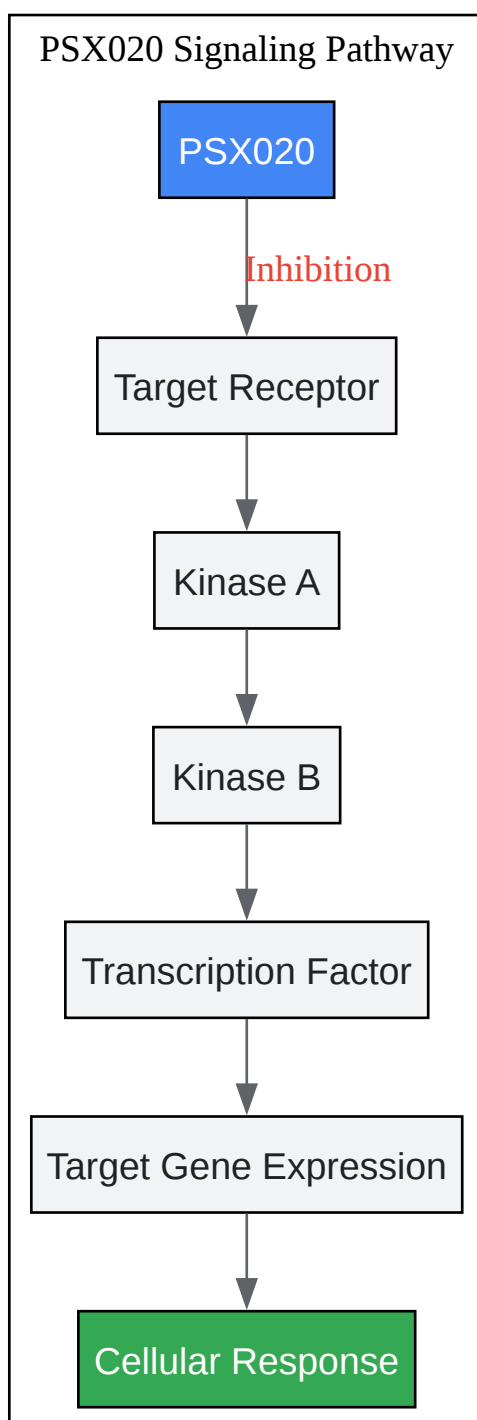 PSX020 Signaling Pathway
PSX020
Inhibition
Target Receptor
Kinase A
Kinase B
Transcription Factor
Target Gene Expression
Cellular Response